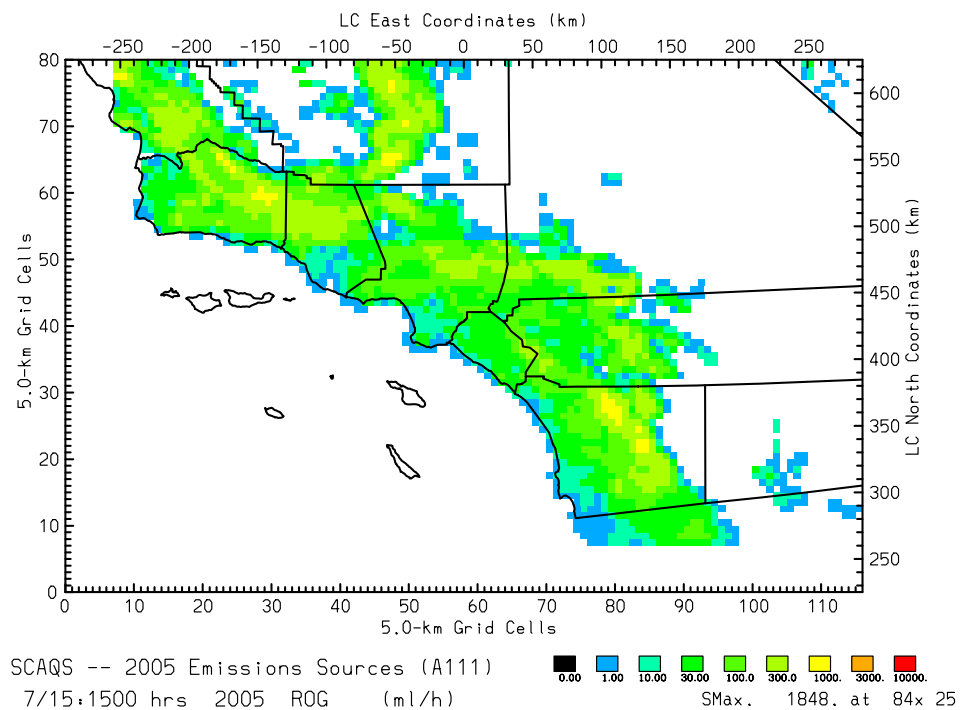 LC East Coordinates (km)
-250 -200 -150 -100 -50 0 50 100 150 200 250
80
70
60
50
40
30
20
10
0
5.0-km Grid Cells
600
550
500
450
400
350
300
250
LC North Coordinates (km)
0 10 20 30 40 50 60 70 80 90 100 110
5.0-km Grid Cells
SCAQS -- 2005 Emissions Sources (A111)
7/15:1500 hrs 2005 ROG (ml/h)
0.00 1.00 10.00 30.00 100.00 300.0 1000. 3000. 10000.
SMax. 1848. at 84x 25